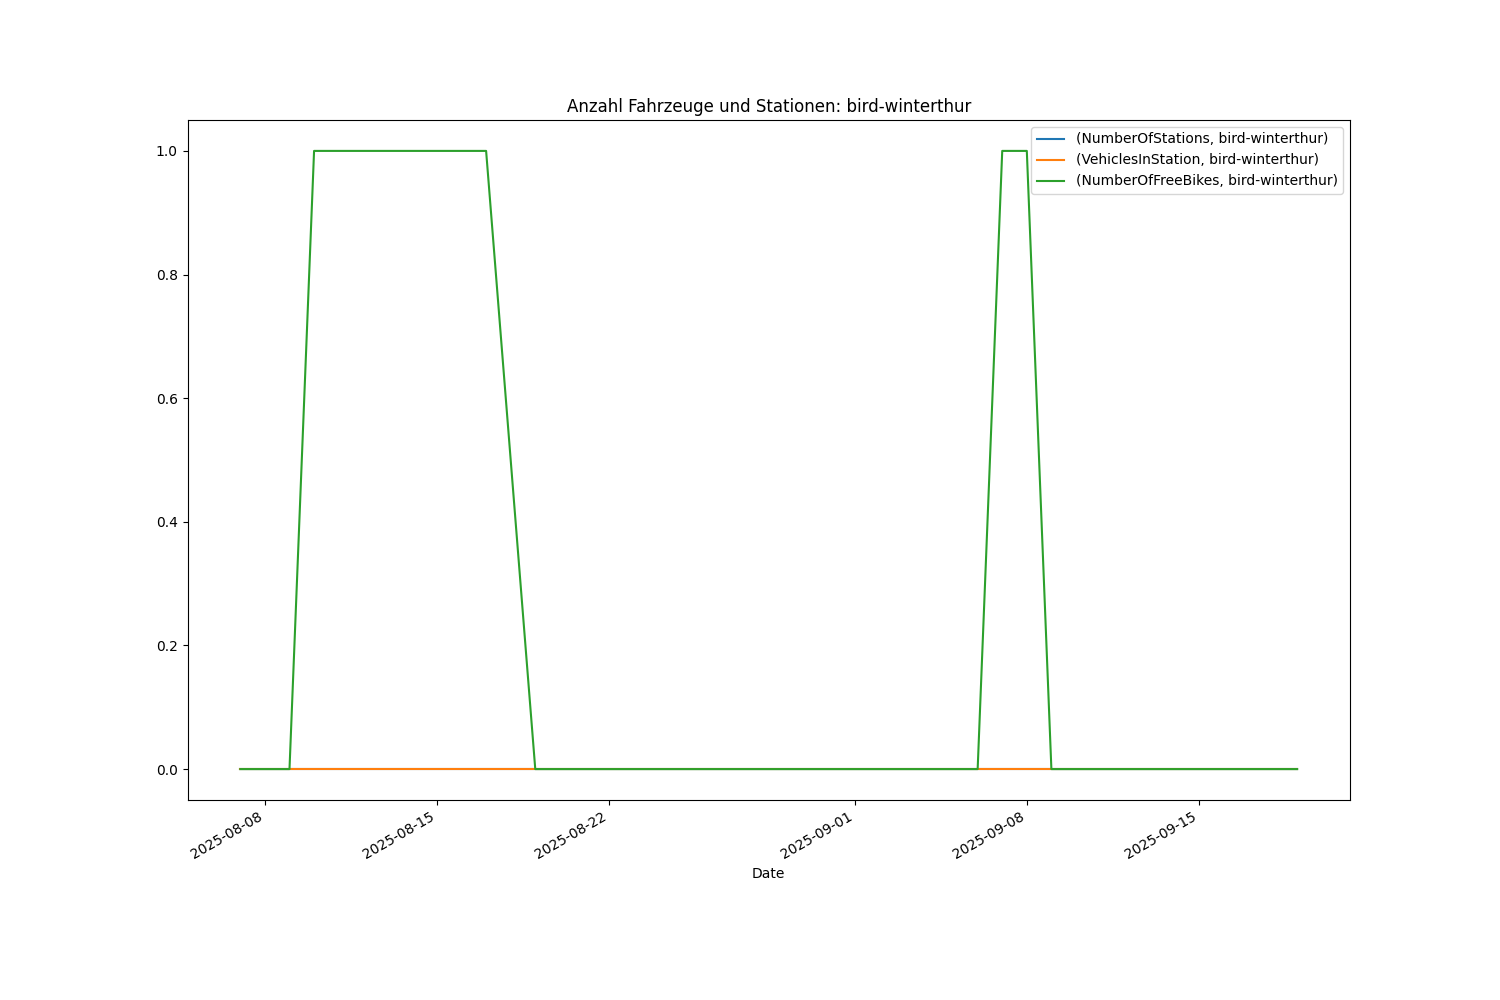 Anzahl Fahrzeuge und Stationen: bird-winterthur
(NumberOfStations, bird-winterthur)
(VehiclesInStation, bird-winterthur)
(NumberOfFreeBikes, bird-winterthur)
1.0
0.8
0.6
0.4
0.2
0.0
2025-08-08
2025-08-15
2025-08-22
2025-09-01
2025-09-08
2025-09-15
Date